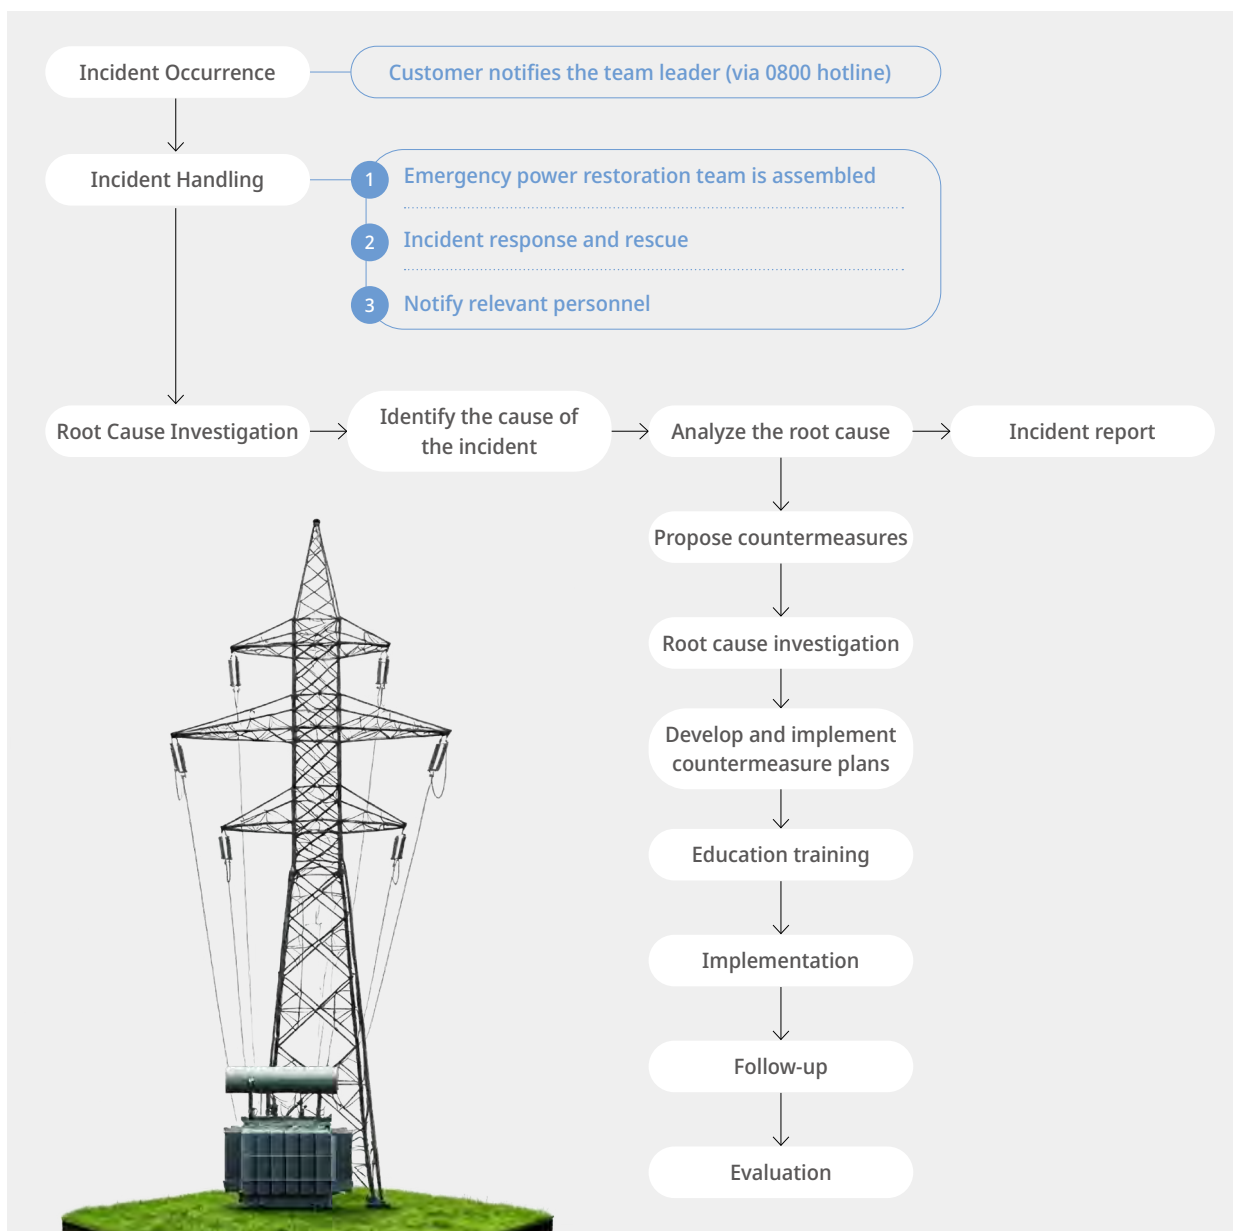 Incident Occurrence
Customer notifies the team leader (via 0800 hotline)
Incident Handling
1 Emergency power restoration team is assembled
2 Incident response and rescue
3 Notify relevant personnel
Root Cause Investigation
Identify the cause of
the incident
Analyze the root cause
Incident report
Propose countermeasures
Root cause investigation
Develop and implement
countermeasure plans
Education training
Implementation
Follow-up
Evaluation